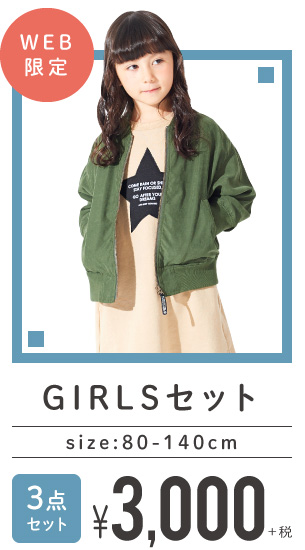 WEB
限定
COME RAIN OR SHINE
STAY FOCUSED,
GO AFTER YOUR
DREAMS.
GIRLSセット
size:80-140cm
3点
セット
¥3,000+税